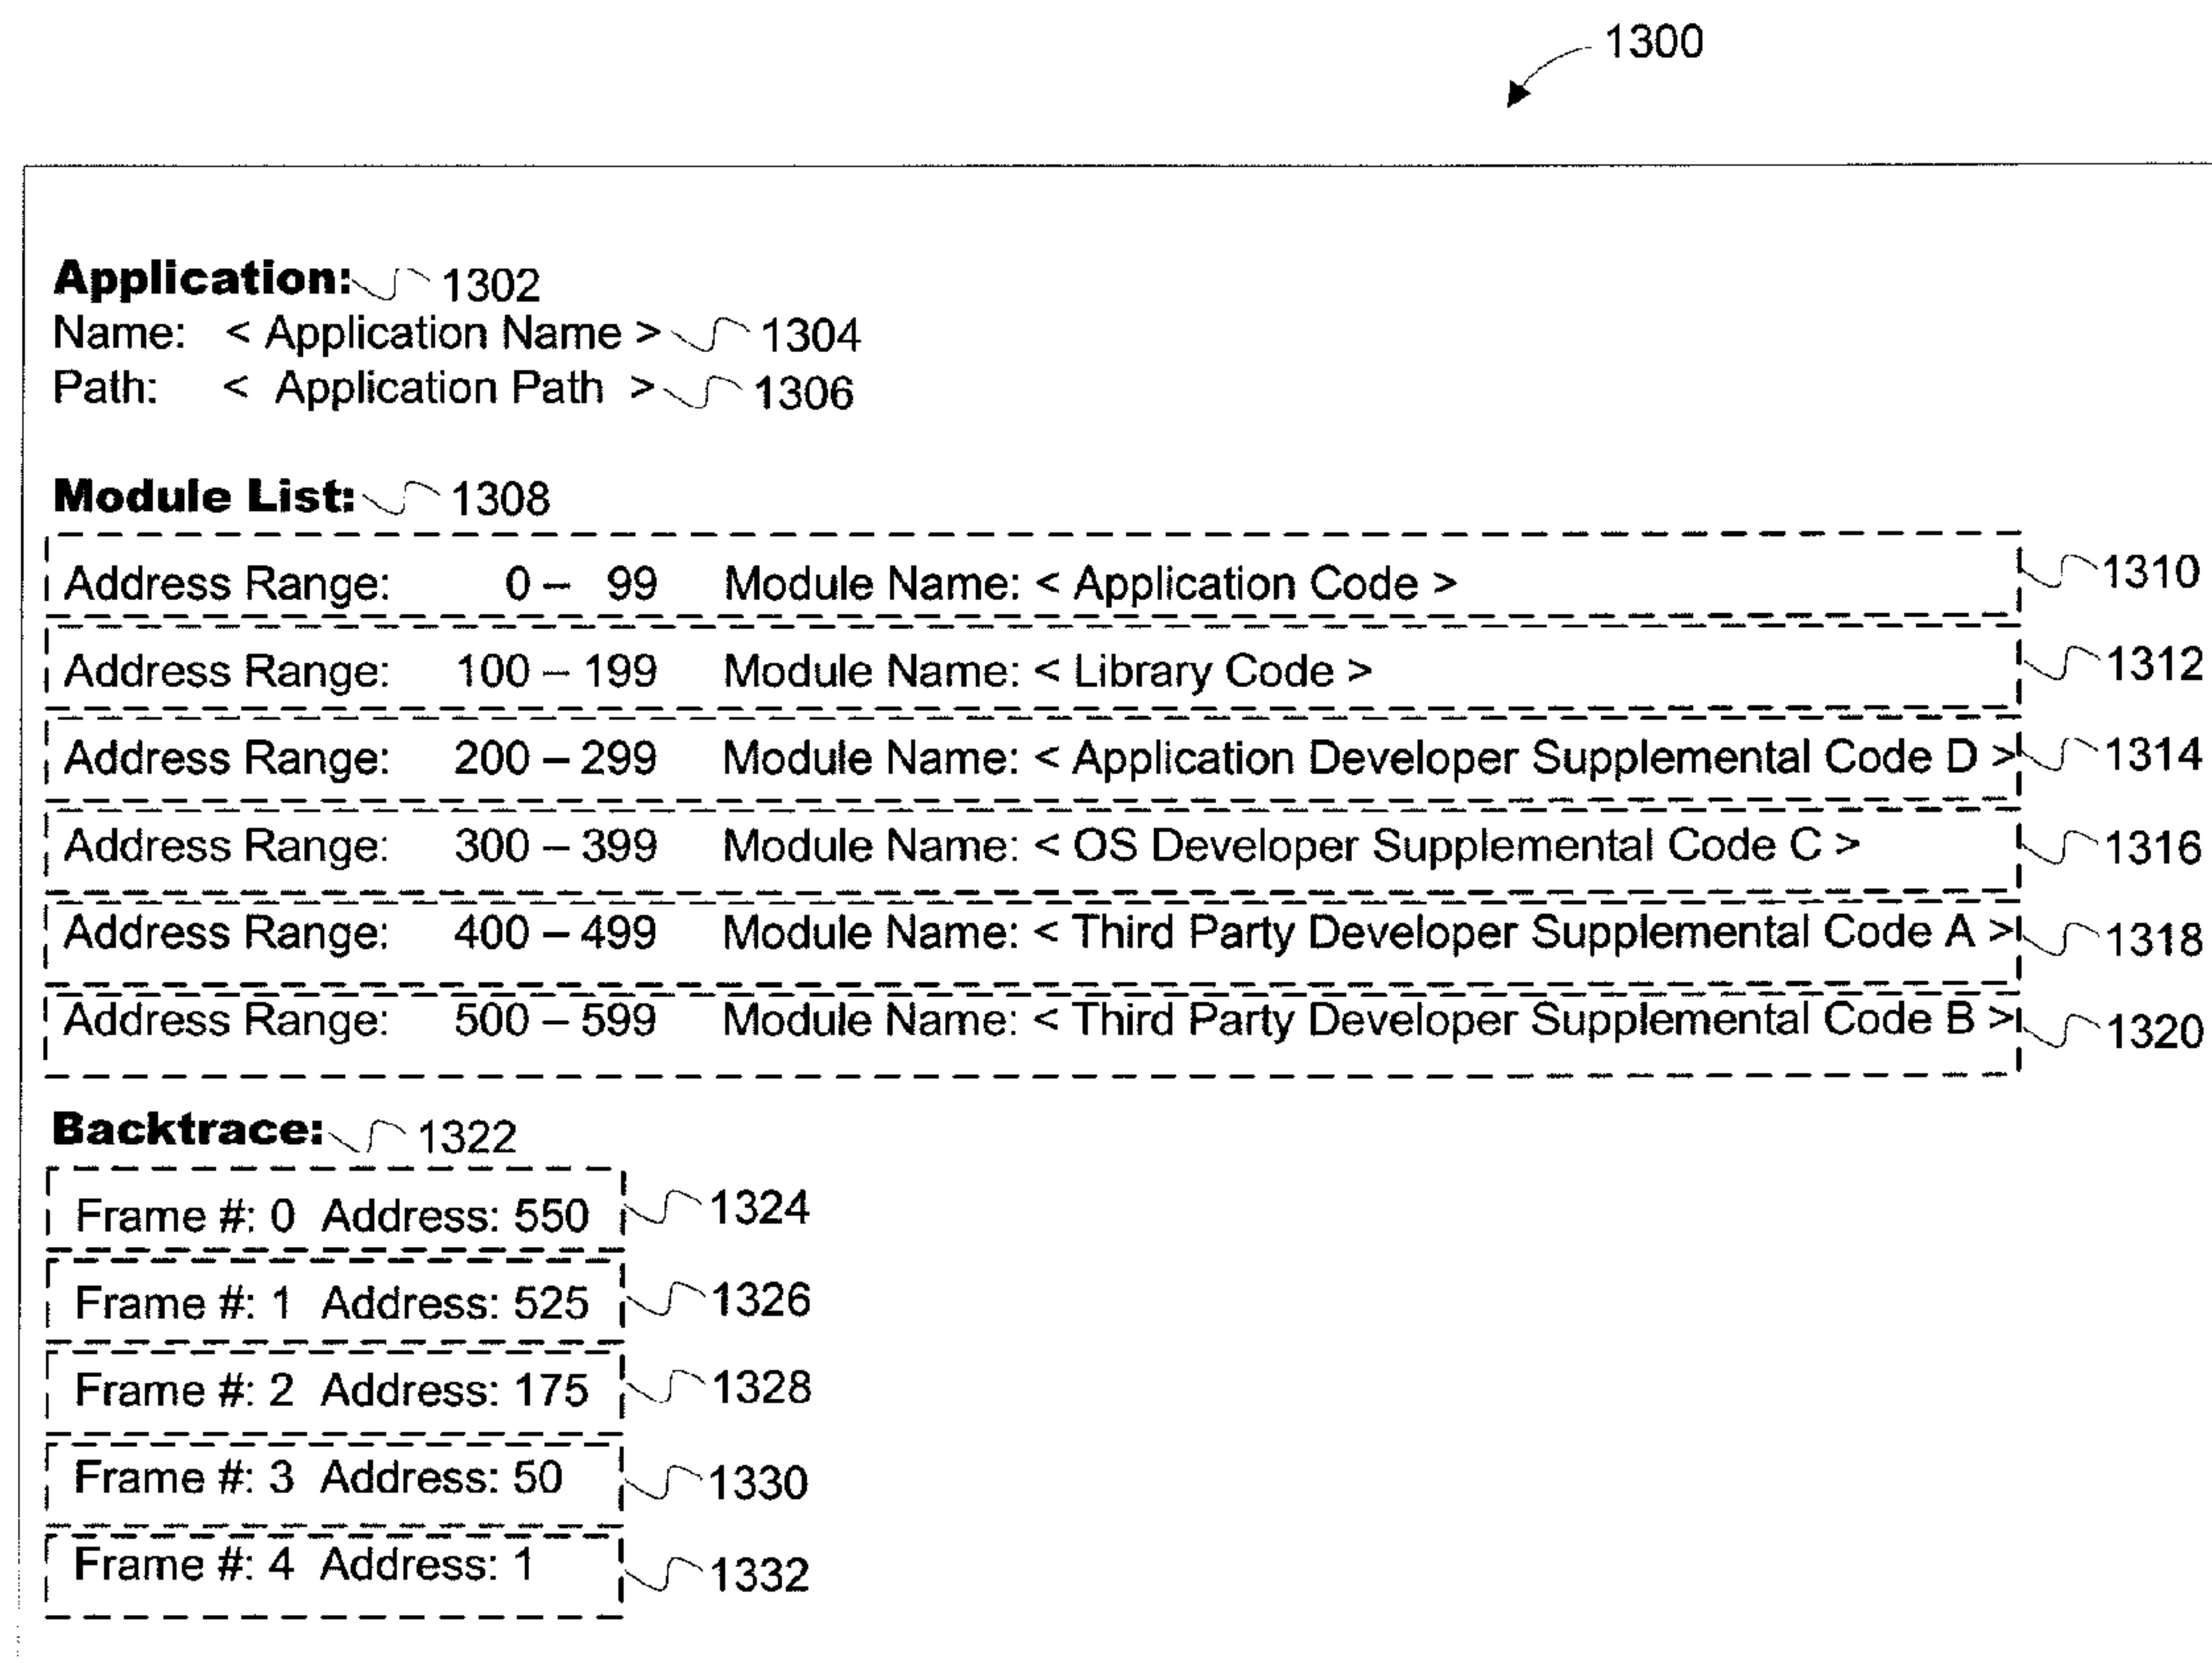 1300
Application: 1302
Name: < Application Name > 1304
Path: < Application Path > 1306
Module List: 1308
Address Range: 0 – 99 Module Name: < Application Code > 1310
Address Range: 100 – 199 Module Name: < Library Code > 1312
Address Range: 200 – 299 Module Name: < Application Developer Supplemental Code D > 1314
Address Range: 300 – 399 Module Name: < OS Developer Supplemental Code C > 1316
Address Range: 400 – 499 Module Name: < Third Party Developer Supplemental Code A > 1318
Address Range: 500 – 599 Module Name: < Third Party Developer Supplemental Code B > 1320
Backtrace: 1322
Frame #: 0 Address: 550 1324
Frame #: 1 Address: 525 1326
Frame #: 2 Address: 175 1328
Frame #: 3 Address: 50 1330
Frame #: 4 Address: 1 1332